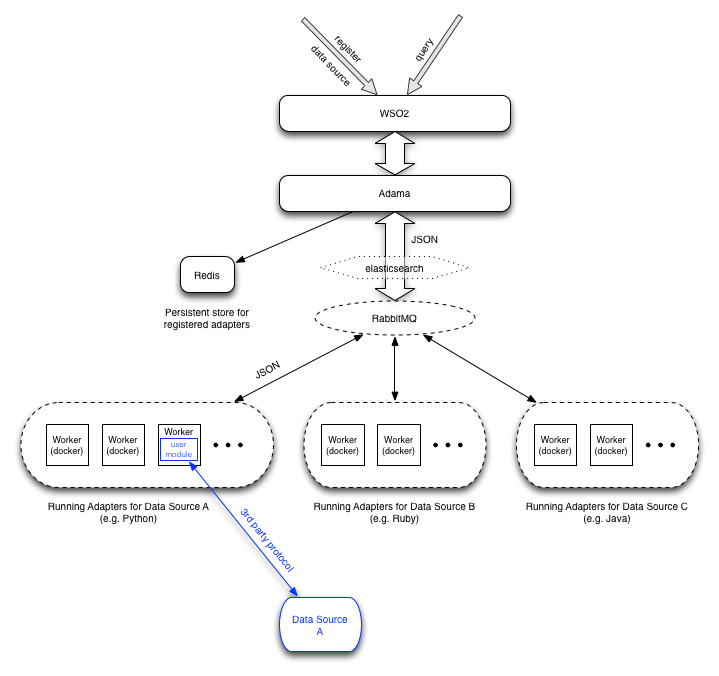 register
data source
query
WSO2
Adama
JSON
elasticsearch
Redis
Persistent store for
registered adapters
RabbitMQ
JSON
Worker
(docker)
Worker
(docker)
Worker
user
module
Worker
(docker)
Worker
(docker)
Worker
(docker)
Worker
(docker)
Running Adapters for Data Source A
(e.g. Python)
Running Adapters for Data Source B
(e.g. Ruby)
Running Adapters for Data Source C
(e.g. Java)
3rd party protocol
Data Source
A